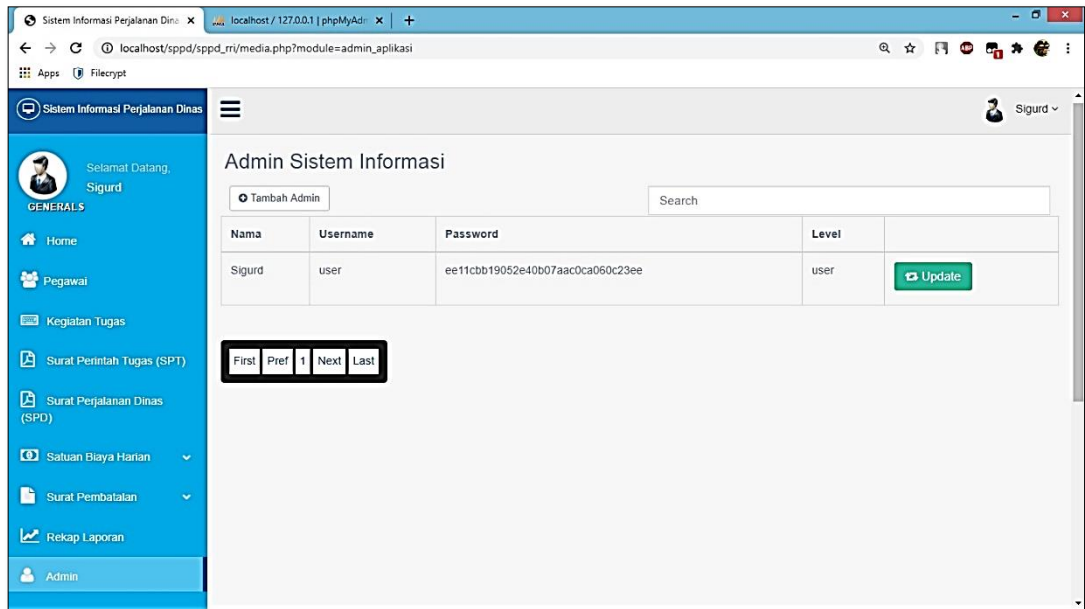 Sistem Informasi Perjalanan Dina
localhost / 127.0.0.1 | phpMyAdm
localhost/sppd/sppd_rri/media.php?module=admin_aplikasi
ABP
1
Apps
Filecrypt
Sistem Informasi Perjalanan Dinas
Sigurd
Selamat Datang,
Sigurd
GENERALS
Home
Pegawai
Kegiatan Tugas
Surat Perintah Tugas (SPT)
Surat Perjalanan Dinas
(SPD)
Satuan Biaya Harian
Surat Pembatalan
Rekap Laporan
Admin
Admin Sistem Informasi
Tambah Admin
Search
Nama Username Password Level
Sigurd user ee11cbb19052e40b07aac0ca060c23ee user Update
First Pref 1 Next Last